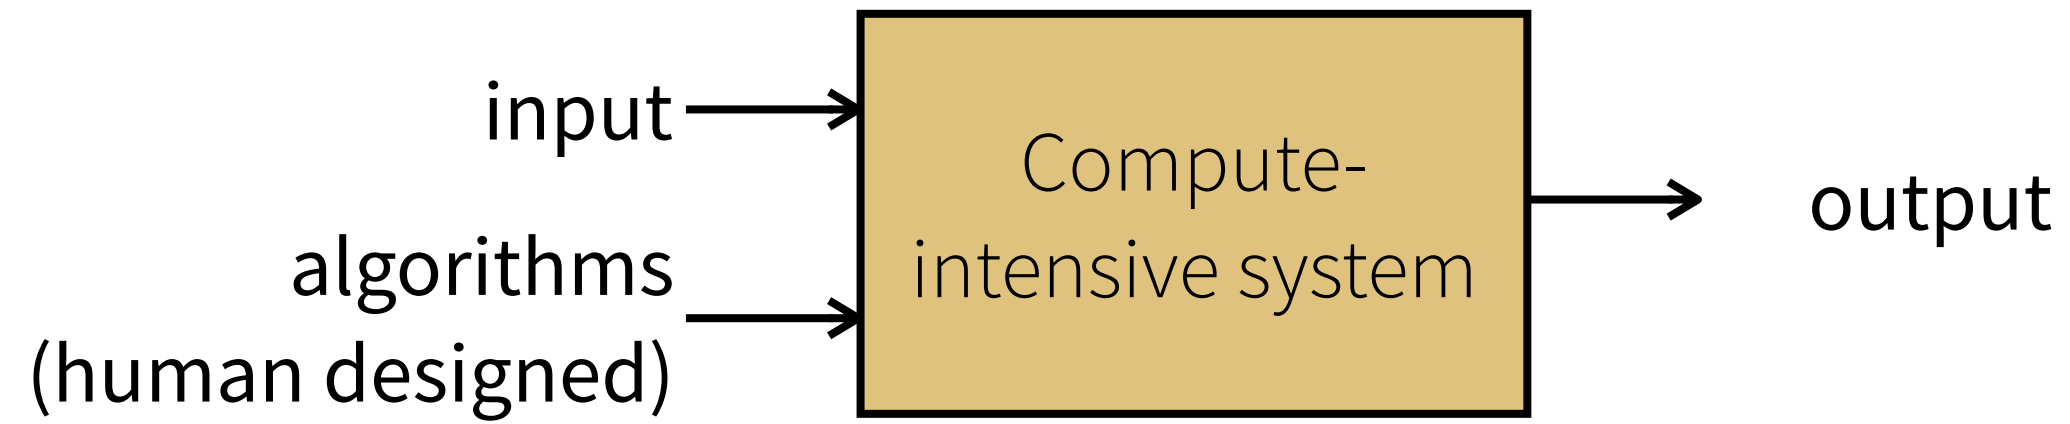 input
algorithms
(human designed)
Compute-
intensive system
output